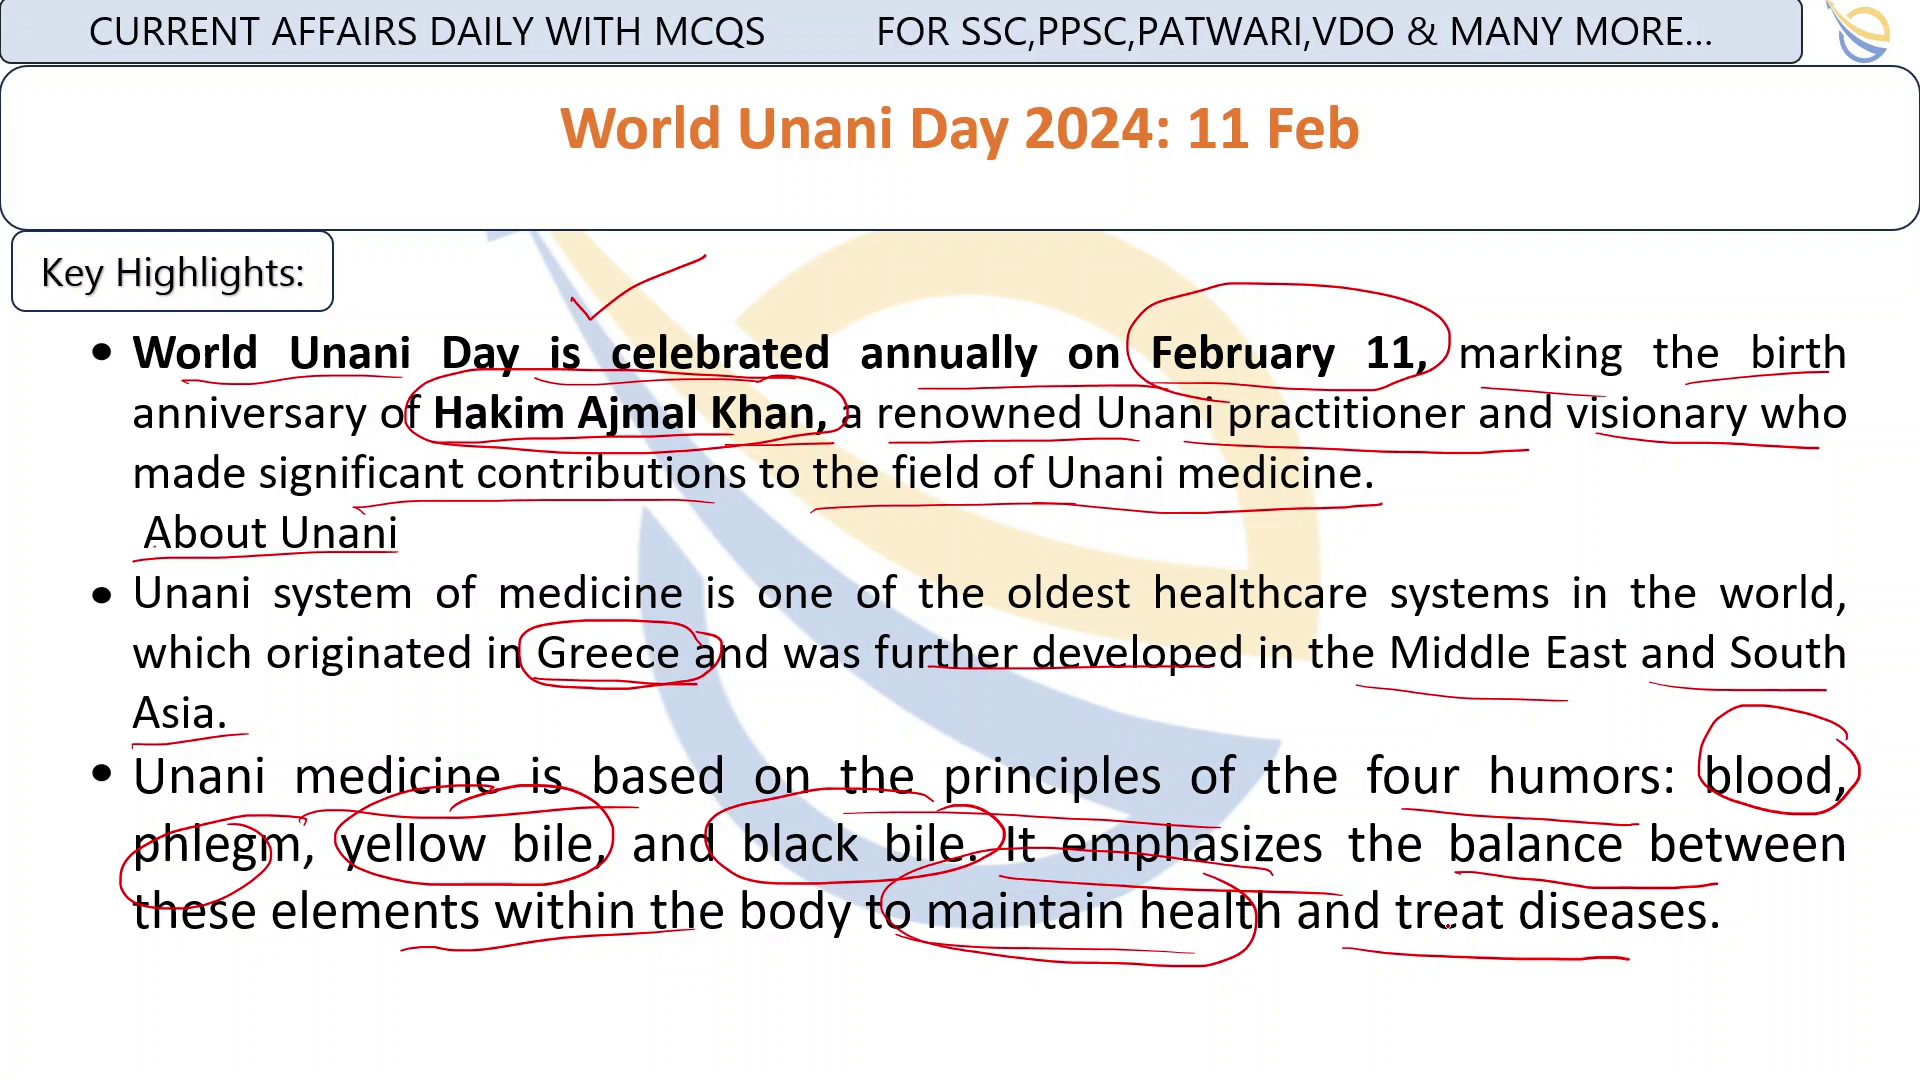 CURRENT AFFAIRS DAILY WITH MCQS FOR SSC,PPSC,PATWARI,VDO & MANY MORE...
World Unani Day 2024: 11 Feb
Key Highlights:
• World Unani Day is celebrated annually on February 11, marking the birth
anniversary of Hakim Ajmal Khan, a renowned Unani practitioner and visionary who
made significant contributions to the field of Unani medicine.
About Unani
• Unani system of medicine is one of the oldest healthcare systems in the world,
which originated in Greece and was further developed in the Middle East and South
Asia.
• Unani medicine is based on the principles of the four humors: blood,
phlegm, yellow bile, and black bile. It emphasizes the balance between
these elements within the body to maintain health and treat diseases.